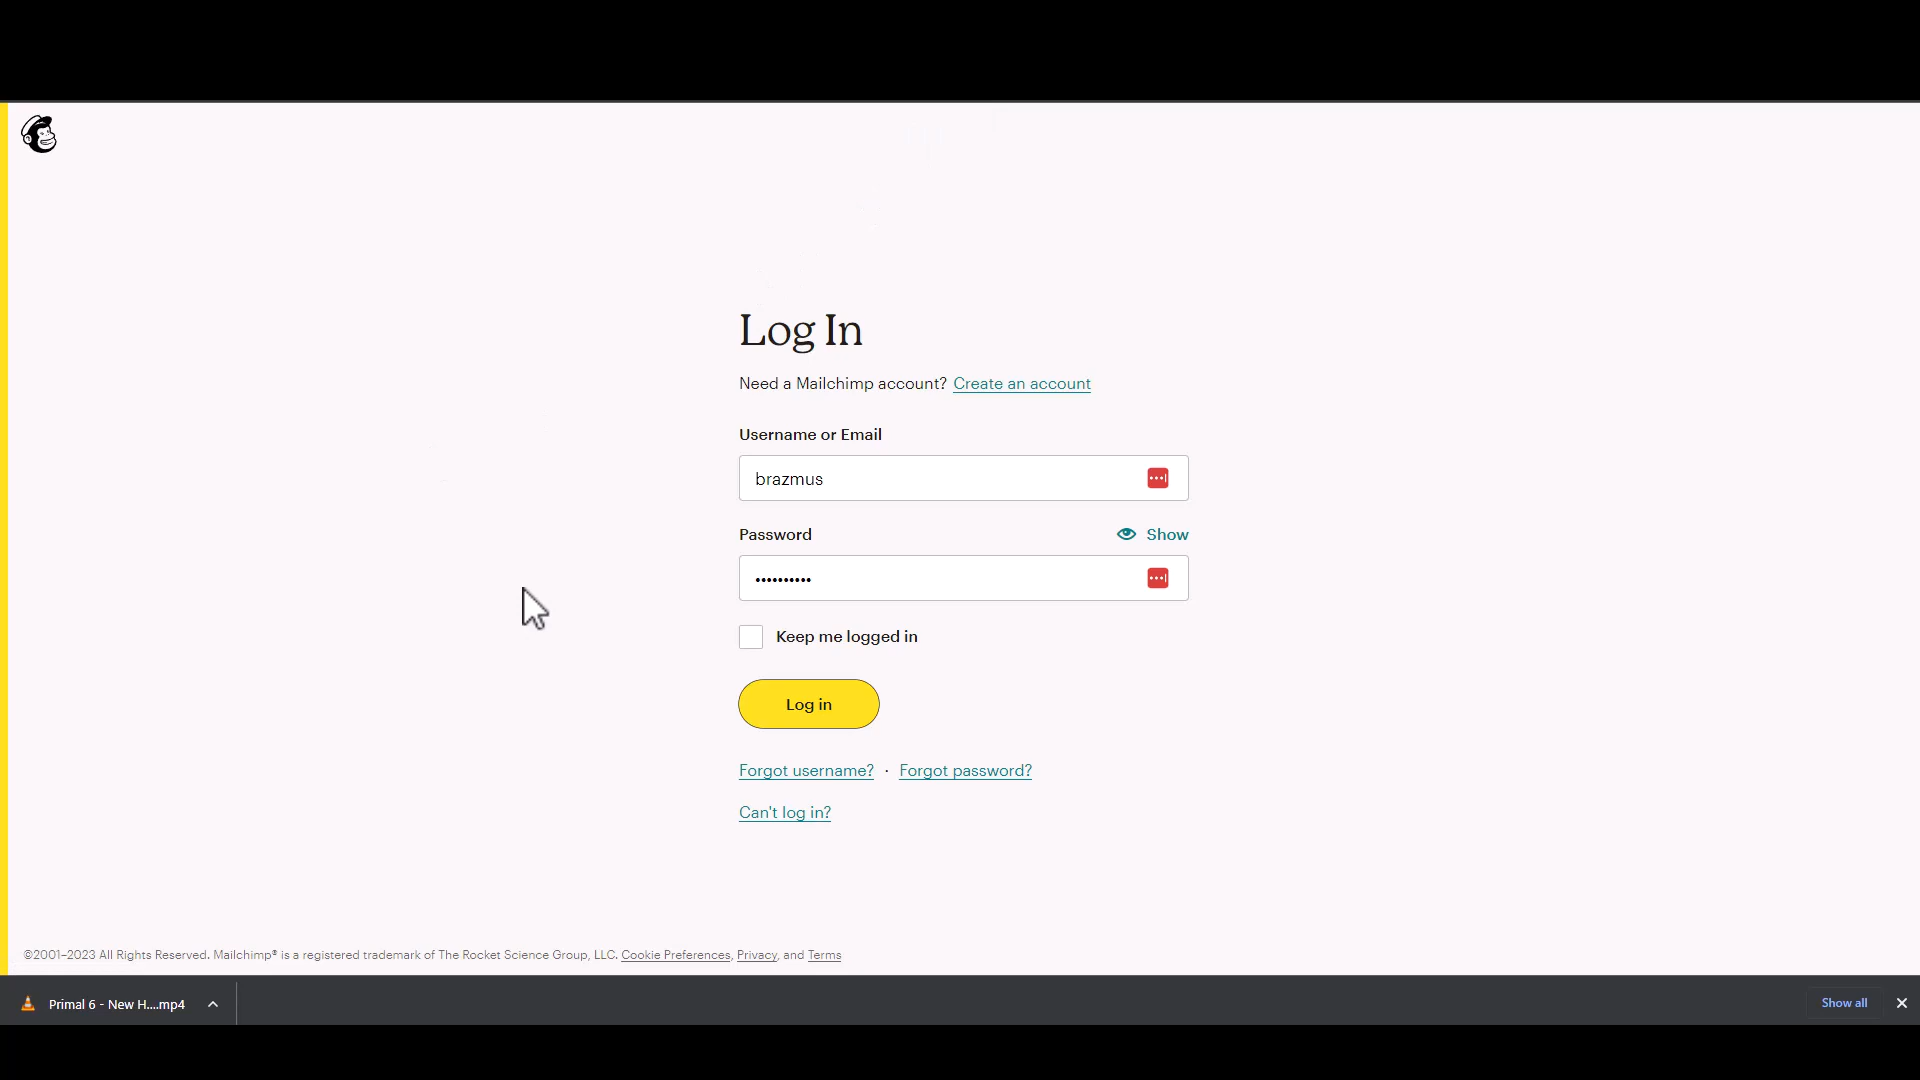 Log In
Need a Mailchimp account? Create an account
Username or Email
brazmus
Password
Show
••••••••••
Keep me logged in
Log in
Forgot username? · Forgot password?
Can't log in?
©2001–2023 All Rights Reserved. Mailchimp® is a registered trademark of The Rocket Science Group, LLC. Cookie Preferences, Privacy, and Terms
Primal 6 - New H....mp4
Show all